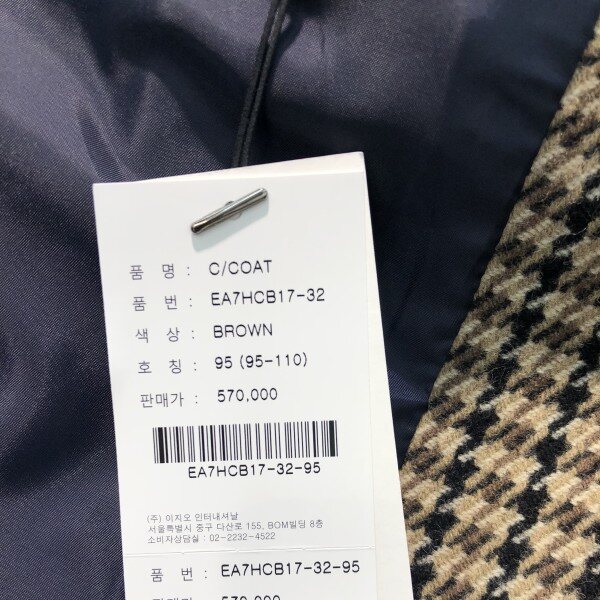 품 명 : C/COAT
품 번 : EA7HCB17-32
색 상 : BROWN
호 칭 : 95 (95-110)
판매가 : 570,000
EA7HCB17-32-95
(주) 이지오 인터내셔날
서울특별시 중구 다산로 155, BOM빌딩 8층
소비자상담실 : 02-2232-4522
품 번 : EA7HCB17-32-95
570,000